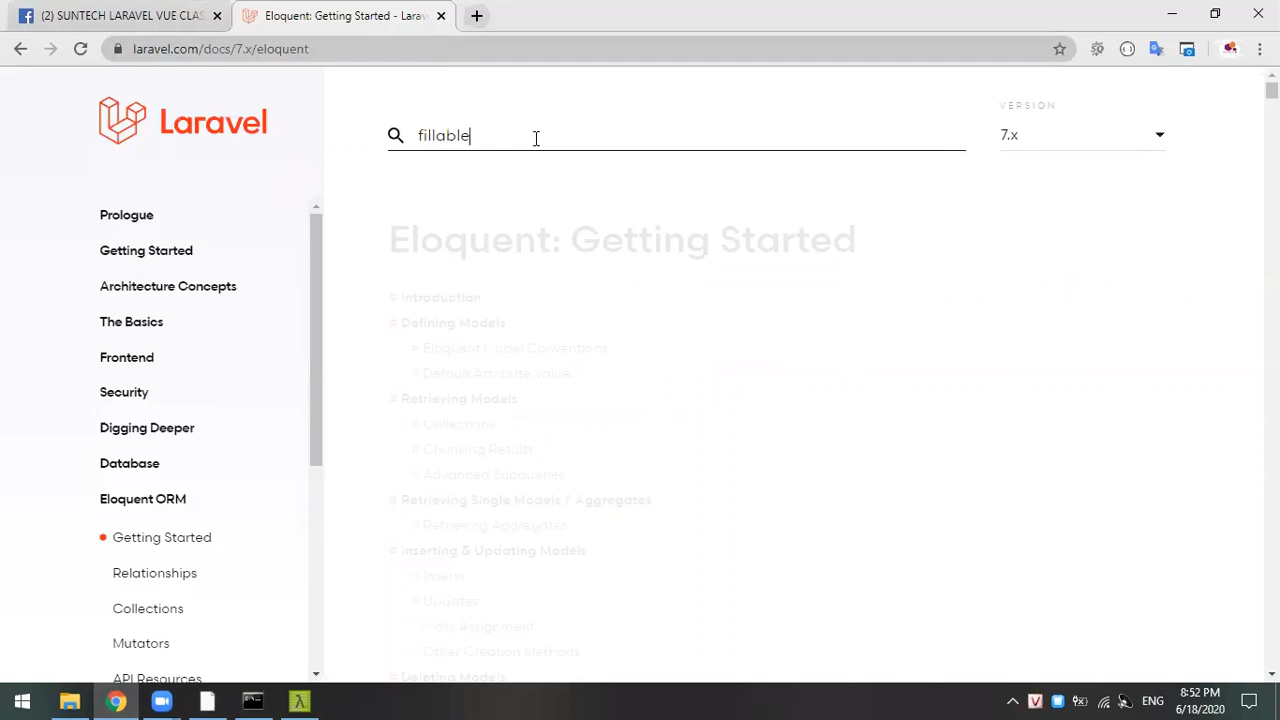 (2) SUNTECH LARAVEL VUE CLAS
Eloquent: Getting Started - Larav
laravel.com/docs/7.x/eloquent
Laravel
fillable
VERSION
7.x
Prologue
Getting Started
Architecture Concepts
The Basics
Frontend
Security
Digging Deeper
Database
Eloquent ORM
Getting Started
Relationships
Collections
Mutators
API Resources
Eloquent: Getting Started
# Introduction
# Defining Models
# Eloquent Model Conventions
# Default Attribute Values
# Retrieving Models
# Collections
# Chunking Results
# Advanced Subqueries
# Retrieving Single Models / Aggregates
# Retrieving Aggregates
# Inserting & Updating Models
# Inserts
# Updates
# Mass Assignment
# Other Creation Methods
# Deleting Models
ENG
8:52 PM
6/18/2020